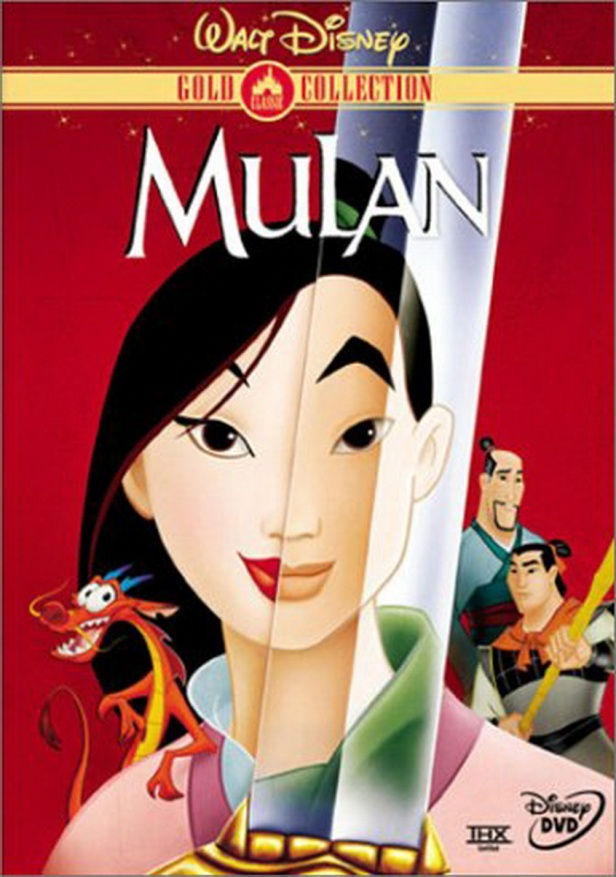 WALT DISNEY
GOLD COLLECTION
CLASSIC
MULAN
THX
Disney
DVD